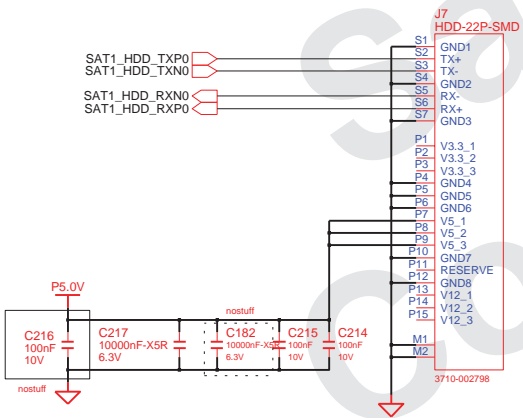 J7
HDD-22P-SMD
S1 GND1
SAT1_HDD_TXP0 S2 TX+
SAT1_HDD_TXN0 S3 TX-
S4 GND2
SAT1_HDD_RXN0 S5 RX-
SAT1_HDD_RXP0 S6 RX+
S7 GND3
P1 V3.3_1
P2 V3.3_2
P3 V3.3_3
P4 GND4
P5 GND5
P6 GND6
P7 V5_1
P8 V5_2
P9 V5_3
P10 GND7
P11 RESERVE
P12 GND8
P13 V12_1
P14 V12_2
P15 V12_3
M1
M2
3710-002798
P5.0V
nostuff
C216
100nF
10V
nostuff
C217
10000nF-X5R
6.3V
C182
10000nF-X5R
6.3V
C215
100nF
10V
C214
100nF
10V